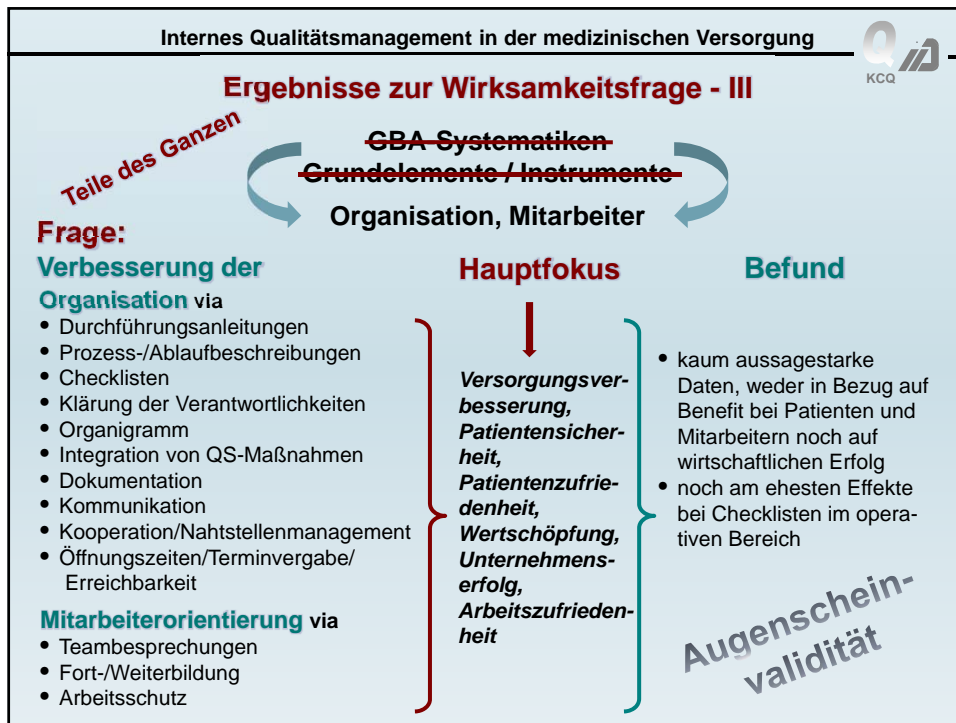 Internes Qualitätsmanagement in der medizinischen Versorgung
Q
KCQ
Ergebnisse zur Wirksamkeitsfrage - III
Teile des Ganzen
GBA-Systematiken
Grundelemente / Instrumente
Organisation, Mitarbeiter
Frage:
Verbesserung der
Organisation via
• Durchführungsanleitungen
• Prozess-/Ablaufbeschreibungen
• Checklisten
• Klärung der Verantwortlichkeiten
• Organigramm
• Integration von QS-Maßnahmen
• Dokumentation
• Kommunikation
• Kooperation/Nahtstellenmanagement
• Öffnungszeiten/Terminvergabe/
Erreichbarkeit
Mitarbeiterorientierung via
• Teambesprechungen
• Fort-/Weiterbildung
• Arbeitsschutz
Hauptfokus
Versorgungsver-
besserung,
Patientensicher-
heit,
Patientenzufrie-
denheit,
Wertschöpfung,
Unternehmens-
erfolg,
Arbeitszufrieden-
heit
Befund
• kaum aussagestarke
Daten, weder in Bezug auf
Benefit bei Patienten und
Mitarbeitern noch auf
wirtschaftlichen Erfolg
• noch am ehesten Effekte
bei Checklisten im opera-
tiven Bereich
Augenschein-
validität